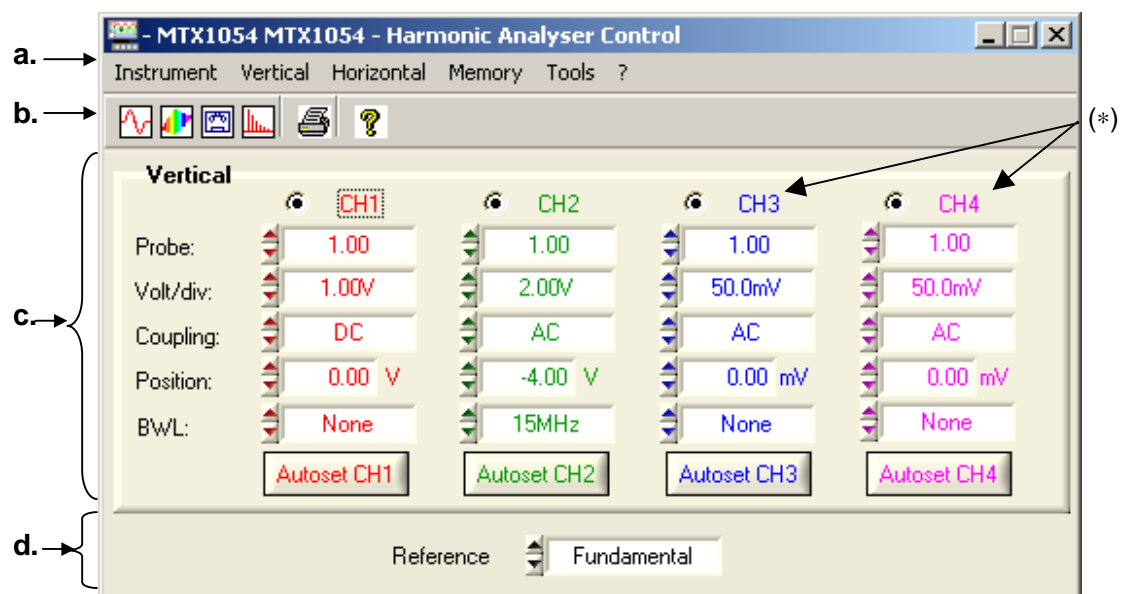 - MTX1054 MTX1054 - Harmonic Analyser Control
a.
Instrument Vertical Horizontal Memory Tools ?
b.
(*)
Vertical
CH1 CH2 CH3 CH4
Probe: 1.00 1.00 1.00 1.00
Volt/div: 1.00V 2.00V 50.0mV 50.0mV
c.
Coupling: DC AC AC AC
Position: 0.00 V -4.00 V 0.00 mV 0.00 mV
BWL: None 15MHz None None
Autoset CH1 Autoset CH2 Autoset CH3 Autoset CH4
d.
Reference Fundamental